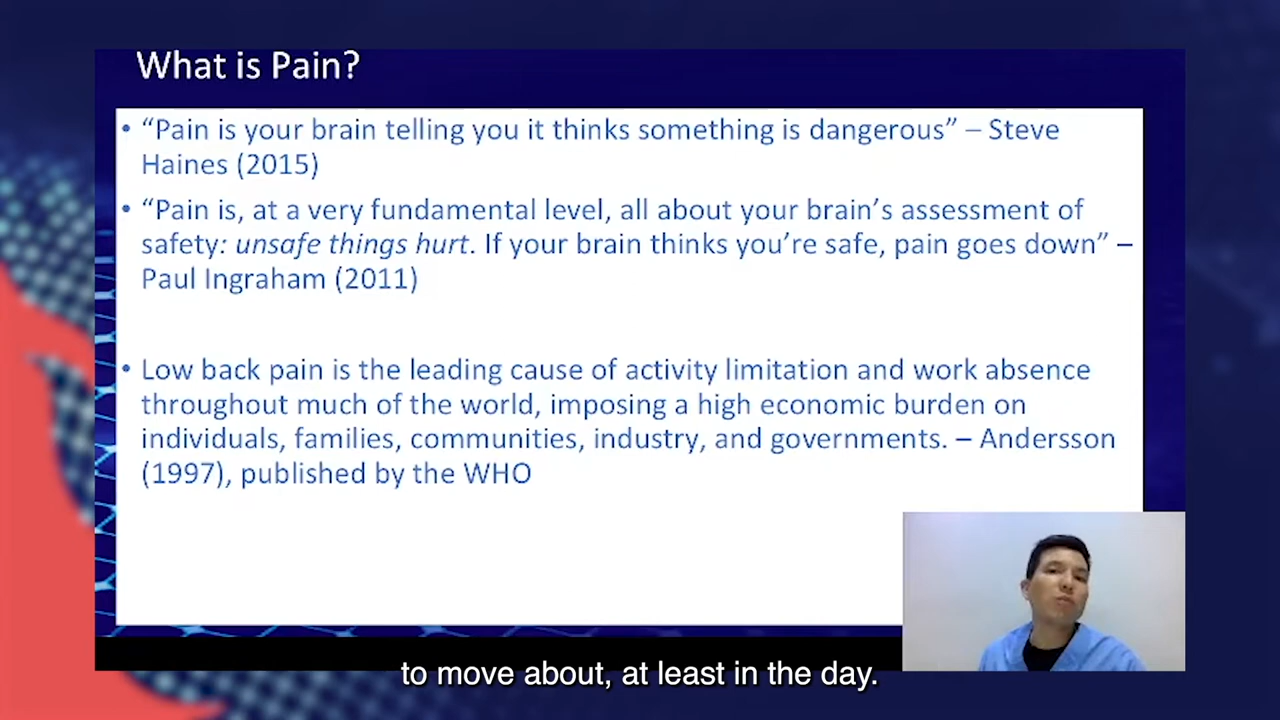 What is Pain?
• “Pain is your brain telling you it thinks something is dangerous” – Steve
Haines (2015)
• “Pain is, at a very fundamental level, all about your brain’s assessment of
safety: unsafe things hurt. If your brain thinks you’re safe, pain goes down” –
Paul Ingraham (2011)
• Low back pain is the leading cause of activity limitation and work absence
throughout much of the world, imposing a high economic burden on
individuals, families, communities, industry, and governments. – Andersson
(1997), published by the WHO
to move about, at least in the day.